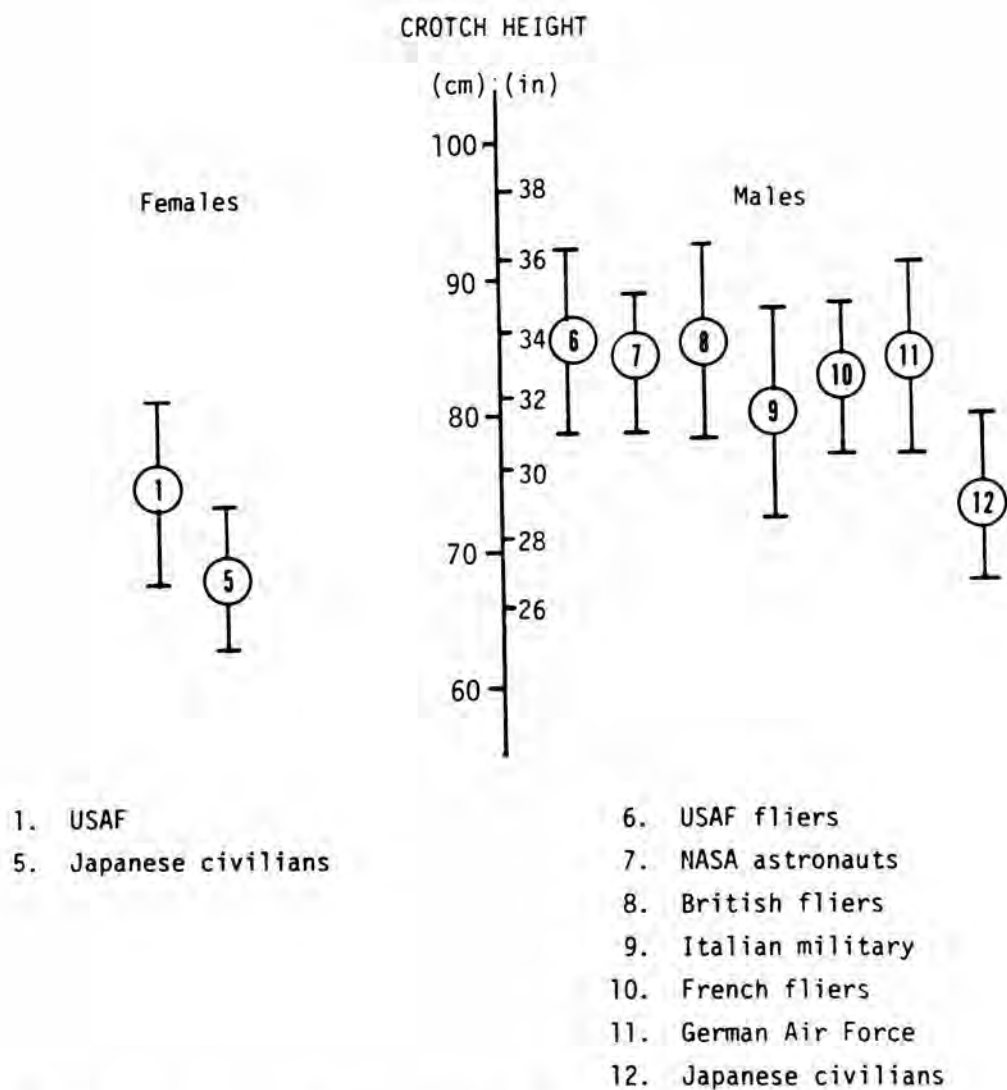 CROTCH HEIGHT
(cm) (in)
100
38
Females
Males
36
90
6
7
8
34
11
10
32
80
9
30
1
12
28
70
5
26
60
1. USAF
5. Japanese civilians
6. USAF fliers
7. NASA astronauts
8. British fliers
9. Italian military
10. French fliers
11. German Air Force
12. Japanese civilians